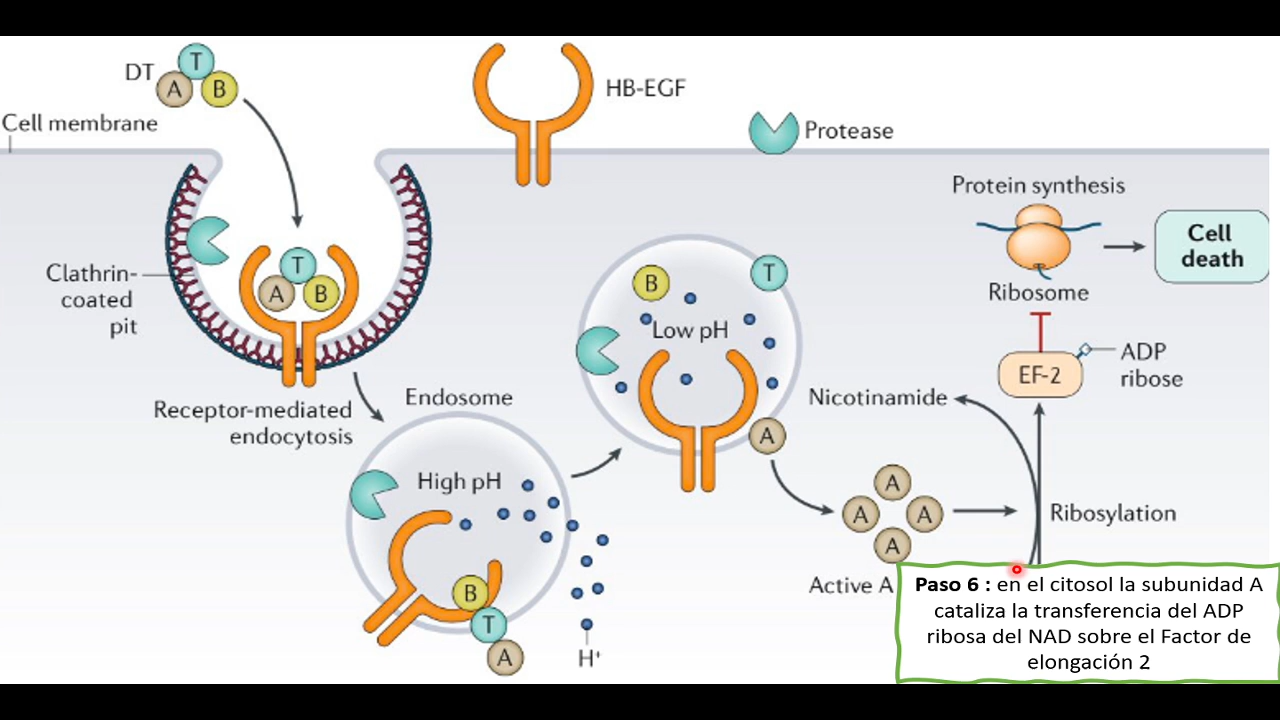 DT
T
A
B
HB-EGF
Cell membrane
Protease
Protein synthesis
Cell
death
Ribosome
Clathrin-
coated
pit
T
A
B
B
T
Low pH
ADP
ribose
EF-2
Receptor-mediated
endocytosis
Endosome
Nicotinamide
A
High pH
A
A
A
A
Ribosylation
Active A
B
T
A
H⁺
Paso 6 : en el citosol la subunidad A
cataliza la transferencia del ADP
ribosa del NAD sobre el Factor de
elongación 2